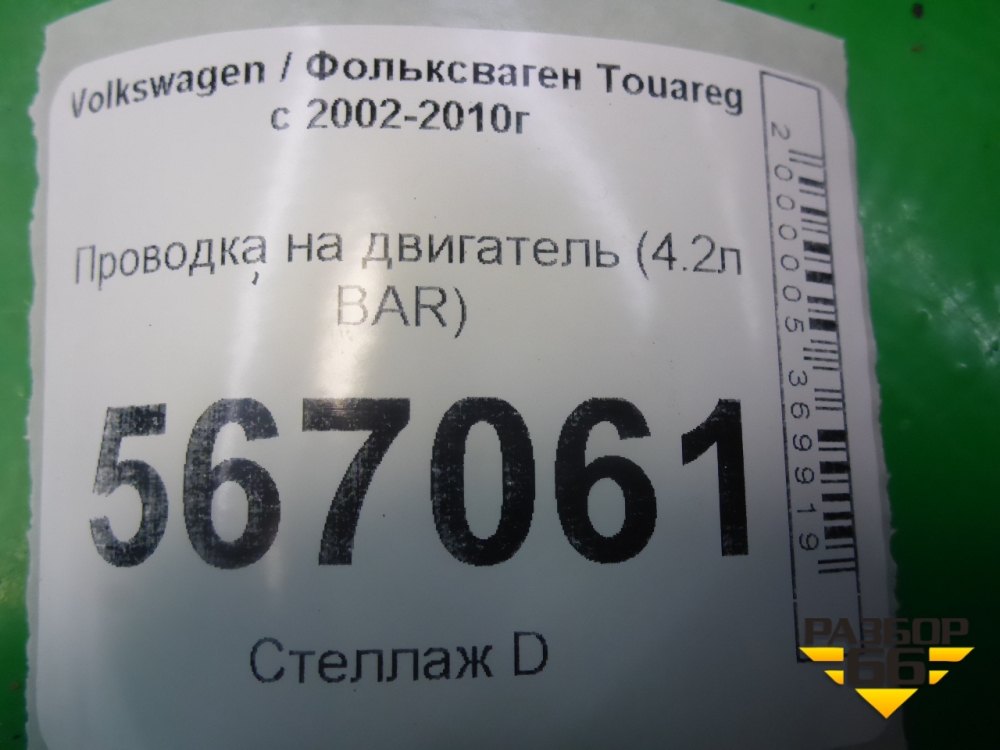 Volkswagen / Фольксваген Touareg
с 2002-2010г
Проводка на двигатель (4.2л
BAR)
567061
Стеллаж D
2000005369919
РАЗБОР
66